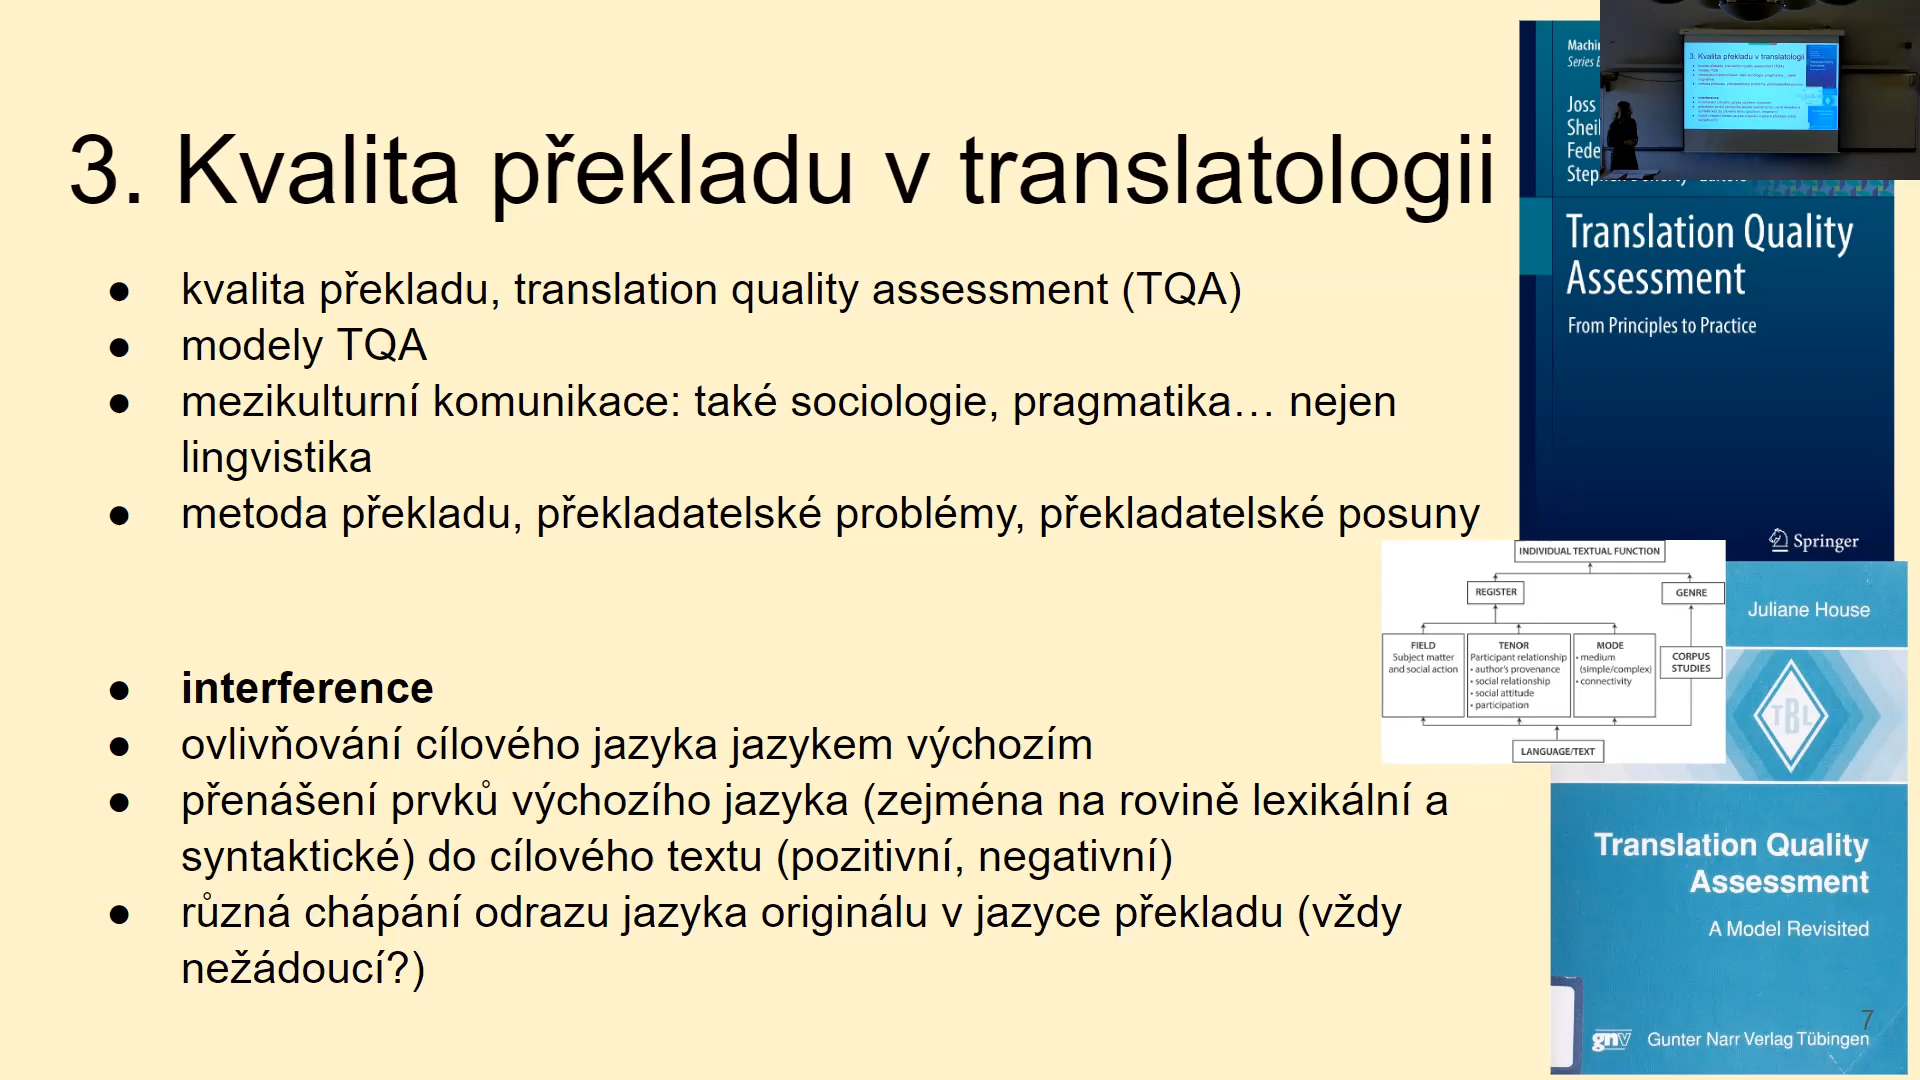 3. Kvalita překladu v translatologii
● kvalita překladu, translation quality assessment (TQA)
● modely TQA
● mezikulturní komunikace: také sociologie, pragmatika… nejen
lingvistika
● metoda překladu, překladatelské problémy, překladatelské posuny
● interference
● ovlivňování cílového jazyka jazykem výchozím
● přenášení prvků výchozího jazyka (zejména na rovině lexikální a
syntaktické) do cílového textu (pozitivní, negativní)
● různá chápání odrazu jazyka originálu v jazyce překladu (vždy
nežádoucí?)
Joss
Translation Quality
Assessment
From Principles to Practice
Springer
INDIVIDUAL TEXTUAL FUNCTION
REGISTER
GENRE
FIELD
Subject matter
and social action
TENOR
Participant relationship
• author's provenance
• social relationship
• social attitude
• participation
MODE
• medium
(simple/complex)
• connectivity
CORPUS
STUDIES
LANGUAGE/TEXT
Juliane House
TBL
Translation Quality
Assessment
A Model Revisited
gnv Gunter Narr Verlag Tübingen
7
3. Kvalita překladu v translatologii